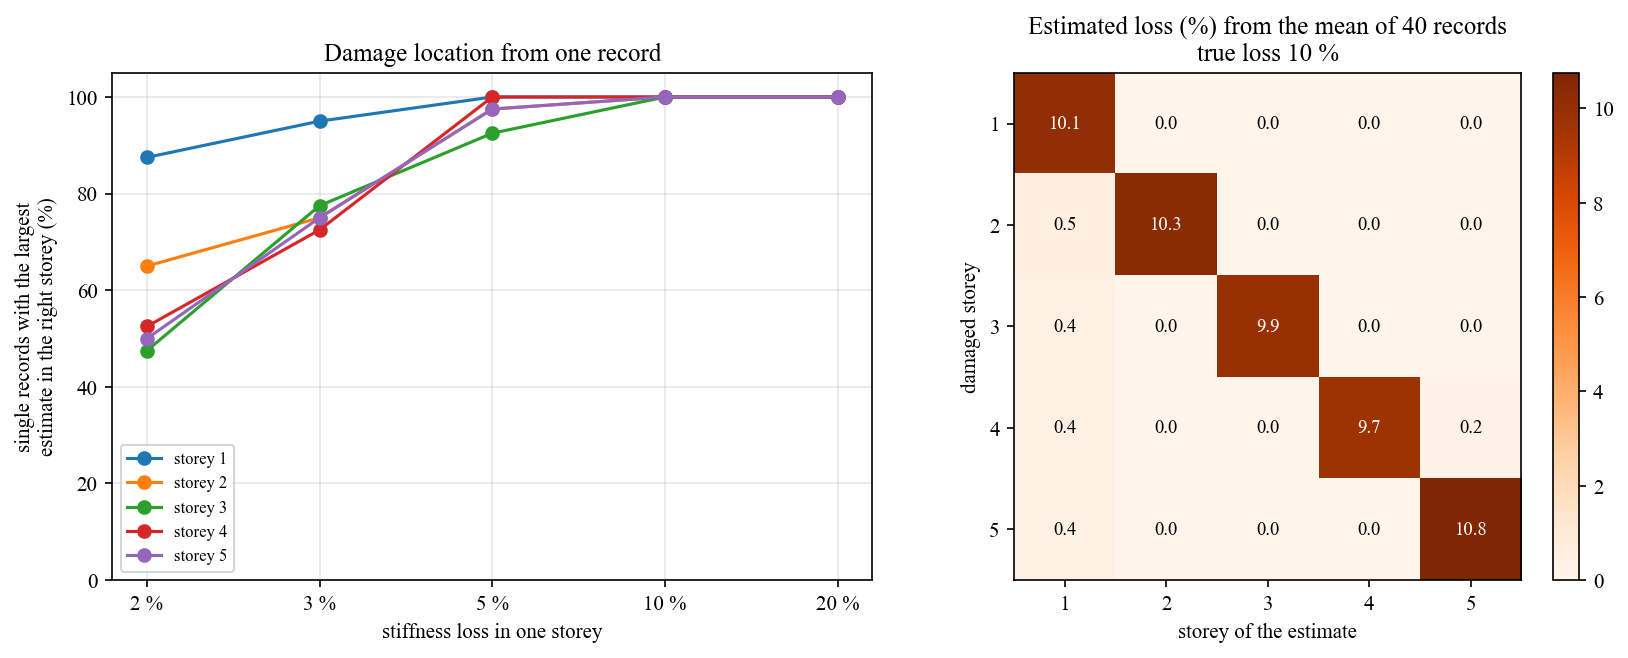 Damage location from one record
single records with the largest
estimate in the right storey (%)
100
80
60
40
20
0
storey 1
storey 2
storey 3
storey 4
storey 5
2 % 3 % 5 % 10 % 20 %
stiffness loss in one storey
Estimated loss (%) from the mean of 40 records
true loss 10 %
damaged storey
1 10.1 0.0 0.0 0.0 0.0
2 0.5 10.3 0.0 0.0 0.0
3 0.4 0.0 9.9 0.0 0.0
4 0.4 0.0 0.0 9.7 0.2
5 0.4 0.0 0.0 0.0 10.8
1 2 3 4 5
storey of the estimate
10
8
6
4
2
0